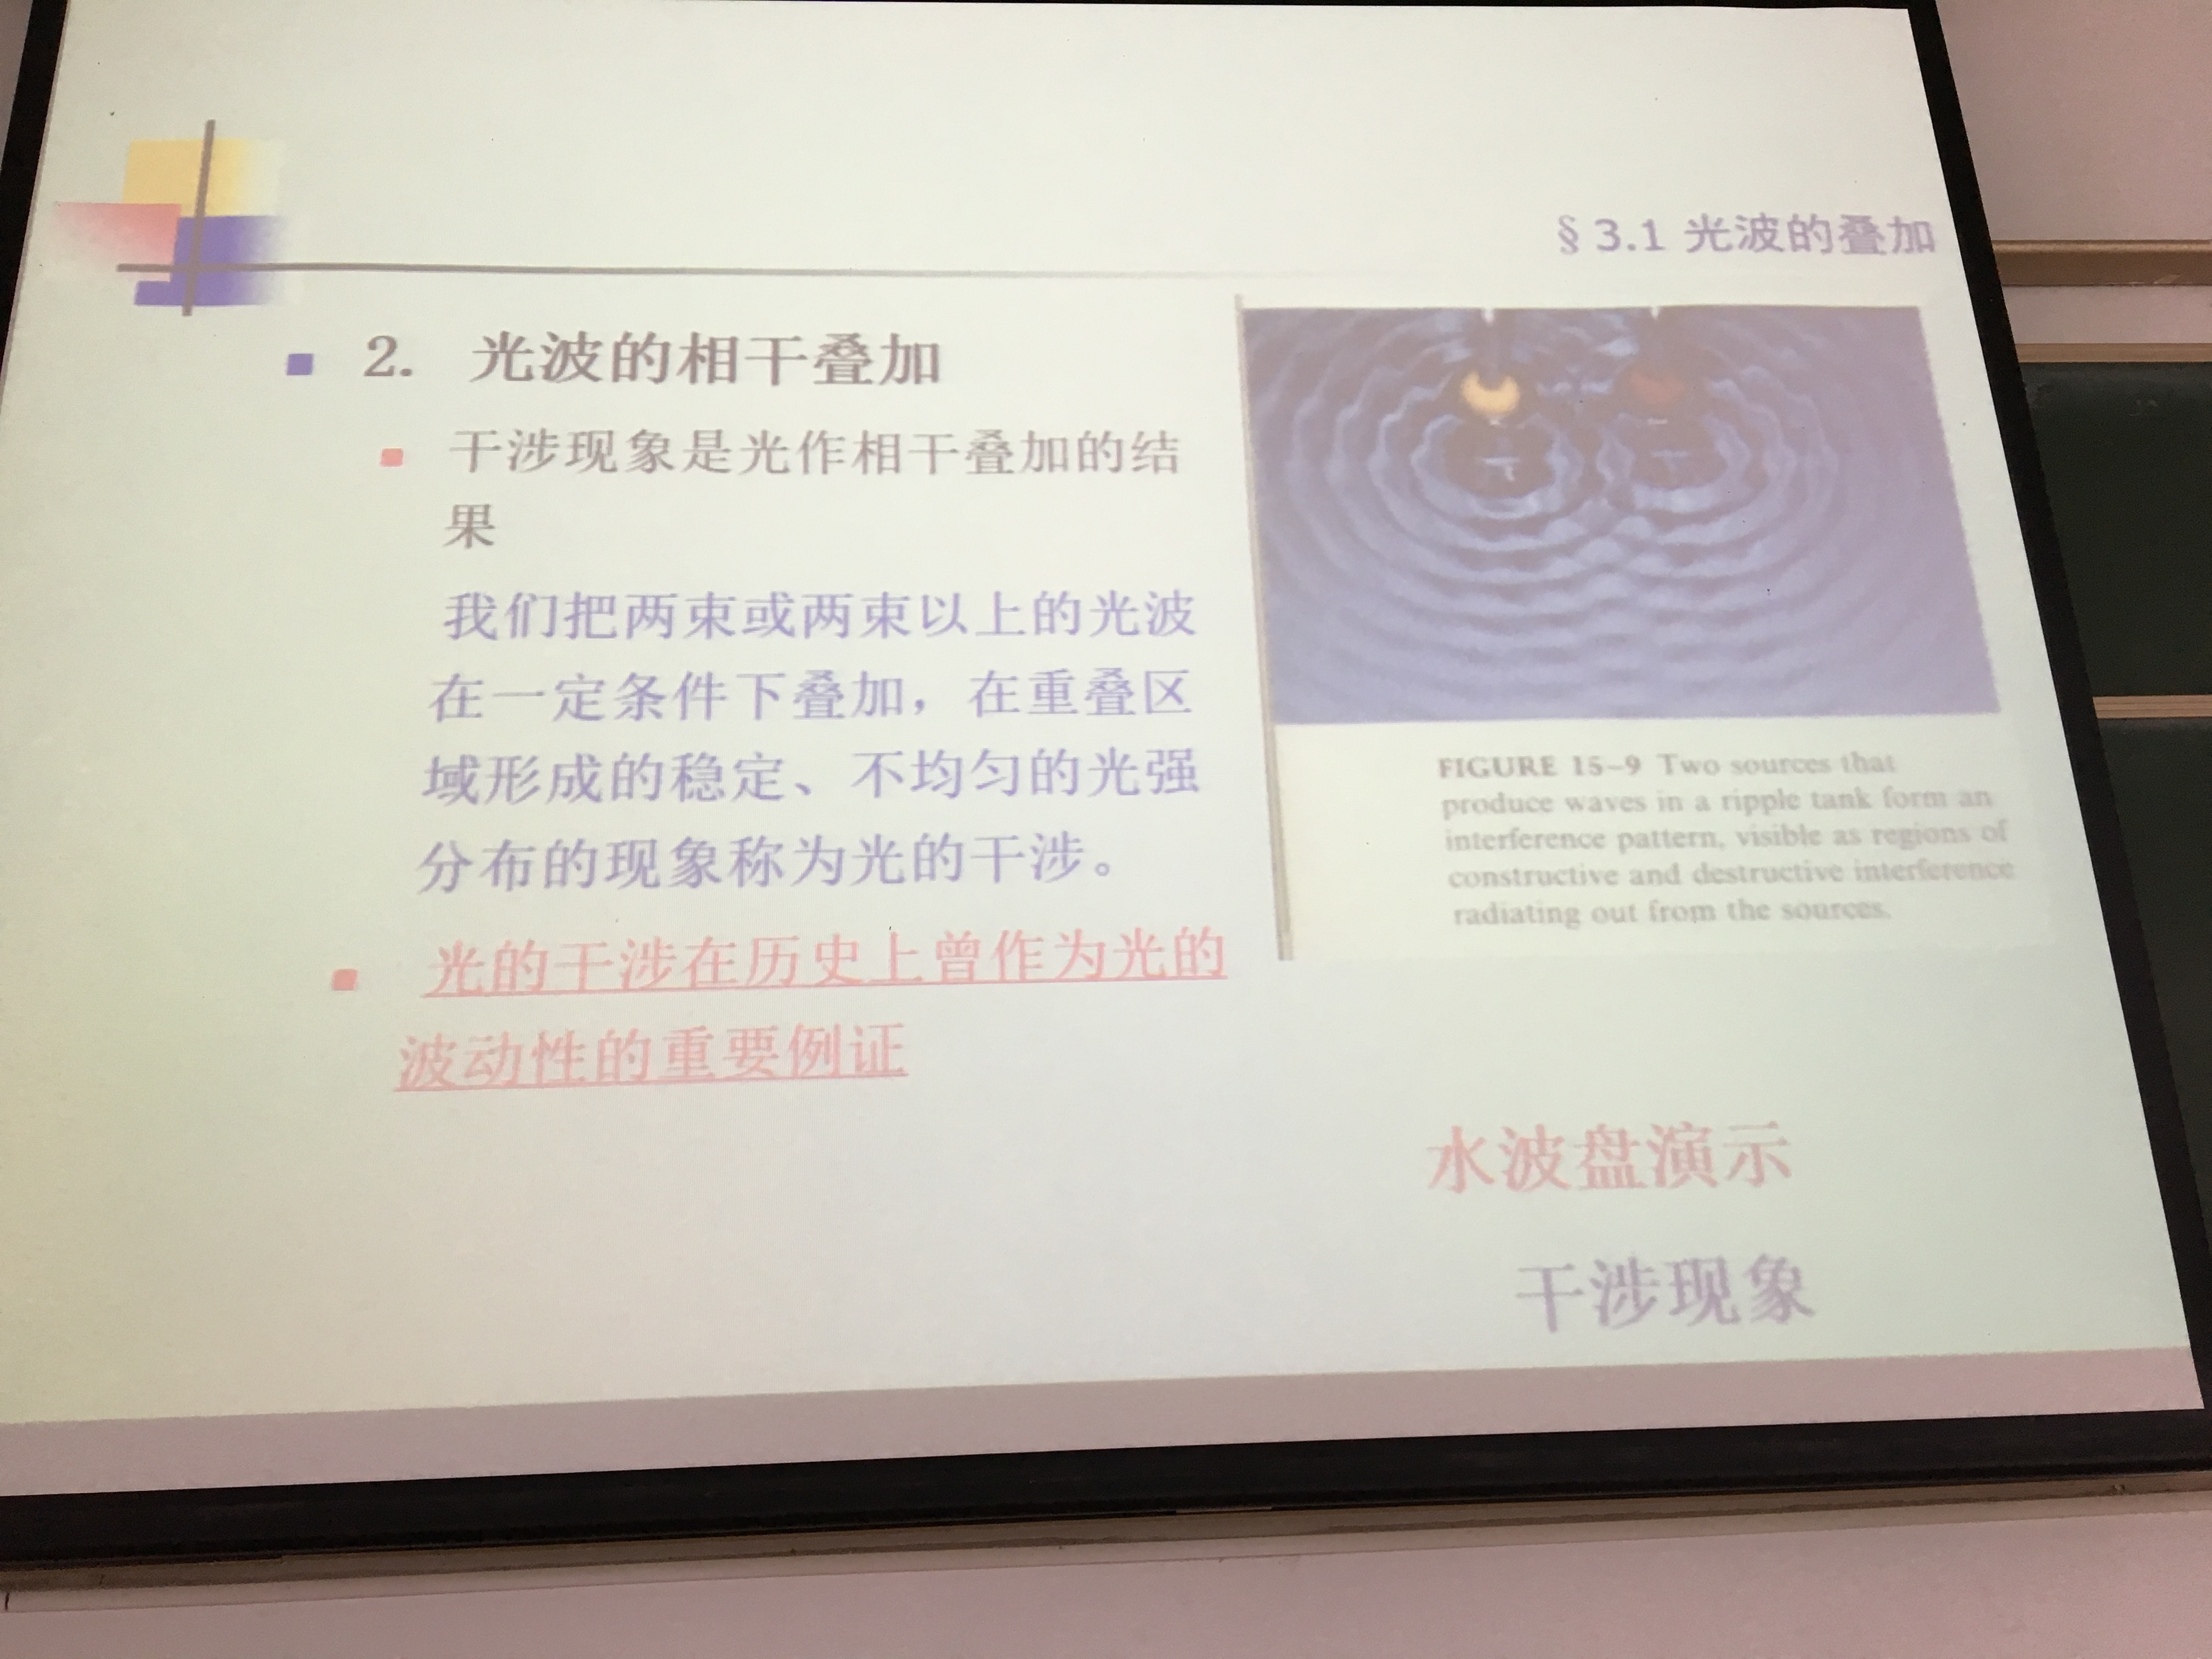 §3.1 光波的叠加
2. 光波的相干叠加
干涉现象是光作相干叠加的结
果
我们把两束或两束以上的光波
在一定条件下叠加，在重叠区
域形成的稳定、不均匀的光强
分布的现象称为光的干涉。
光的干涉在历史上曾作为光的
波动性的重要例证
FIGURE 15-9 Two sources that
produce waves in a ripple tank form an
interference pattern, visible as regions of
constructive and destructive interference
radiating out from the sources.
水波盘演示
干涉现象